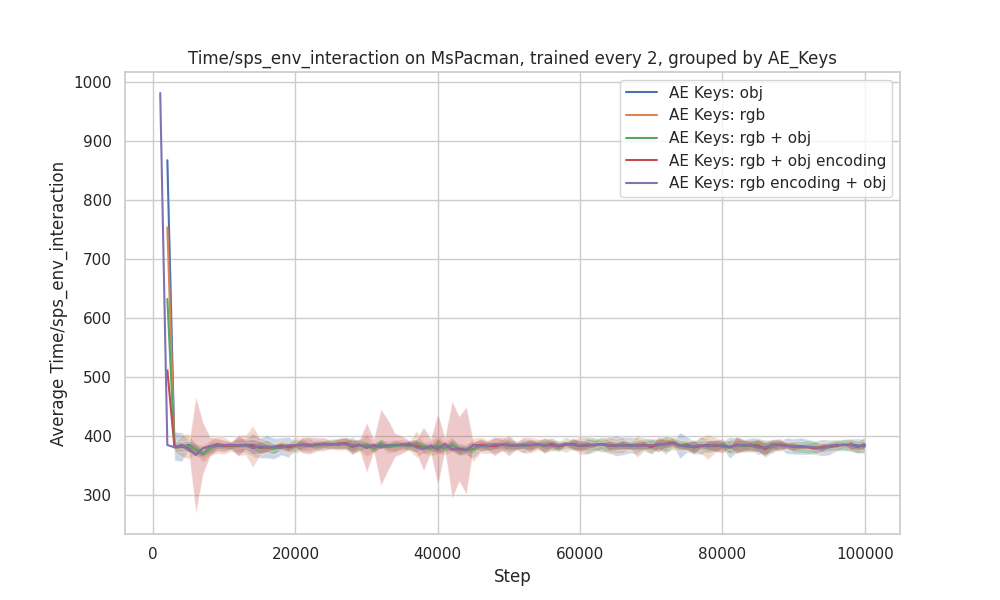 Time/sps_env_interaction on MsPacman, trained every 2, grouped by AE_Keys
AE Keys: obj
AE Keys: rgb
AE Keys: rgb + obj
AE Keys: rgb + obj encoding
AE Keys: rgb encoding + obj
Average Time/sps_env_interaction
1000
900
800
700
600
500
400
300
0
20000
40000
60000
80000
100000
Step